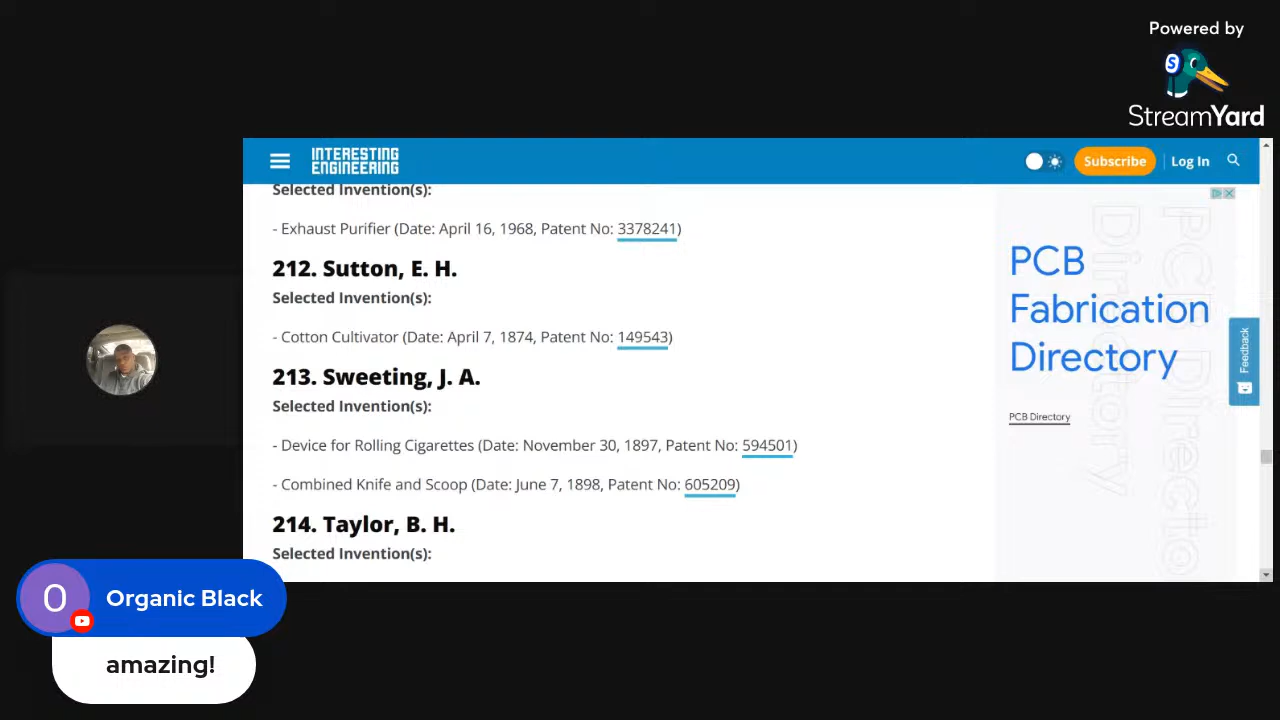 Powered by
S
StreamYard
INTERESTING
ENGINEERING
Subscribe
Log In
Selected Invention(s):
- Exhaust Purifier (Date: April 16, 1968, Patent No: 3378241)
212. Sutton, E. H.
Selected Invention(s):
- Cotton Cultivator (Date: April 7, 1874, Patent No: 149543)
213. Sweeting, J. A.
Selected Invention(s):
- Device for Rolling Cigarettes (Date: November 30, 1897, Patent No: 594501)
- Combined Knife and Scoop (Date: June 7, 1898, Patent No: 605209)
214. Taylor, B. H.
Selected Invention(s):
PCB
Fabrication
Directory
PCB Directory
PCB Directo
Directory
Feedback
O
Organic Black
amazing!